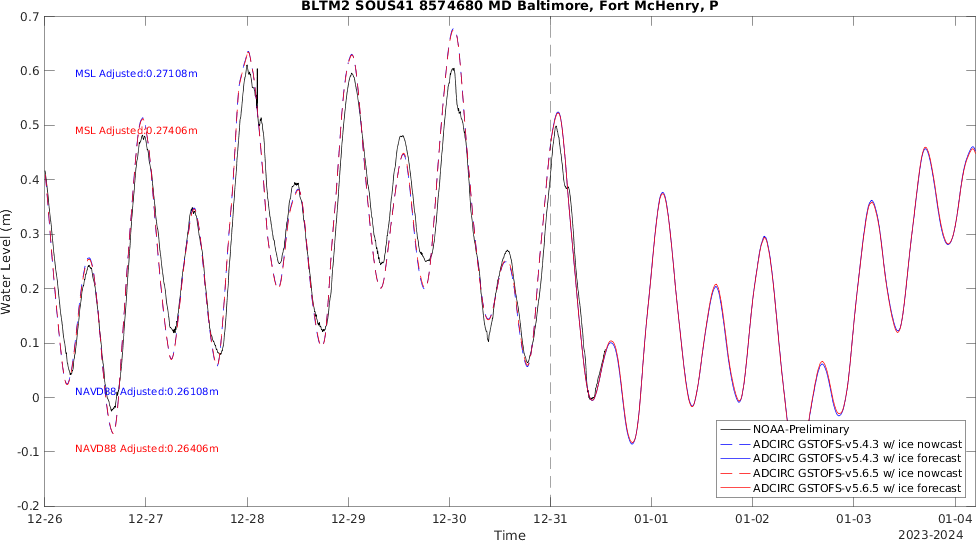 BLTM2 SOUS41 8574680 MD Baltimore, Fort McHenry, P
0.7
0.6
0.5
0.4
0.3
0.2
0.1
0
-0.1
-0.2
Water Level (m)
MSL Adjusted:0.27108m
MSL Adjusted:0.27406m
NAVD88 Adjusted:0.26108m
NAVD88 Adjusted:0.26406m
NOAA-Preliminary
ADCIRC GSTOFS-v5.4.3 w/ ice nowcast
ADCIRC GSTOFS-v5.4.3 w/ ice forecast
ADCIRC GSTOFS-v5.6.5 w/ ice nowcast
ADCIRC GSTOFS-v5.6.5 w/ ice forecast
12-26 12-27 12-28 12-29 12-30 12-31 01-01 01-02 01-03 01-04
Time
2023-2024